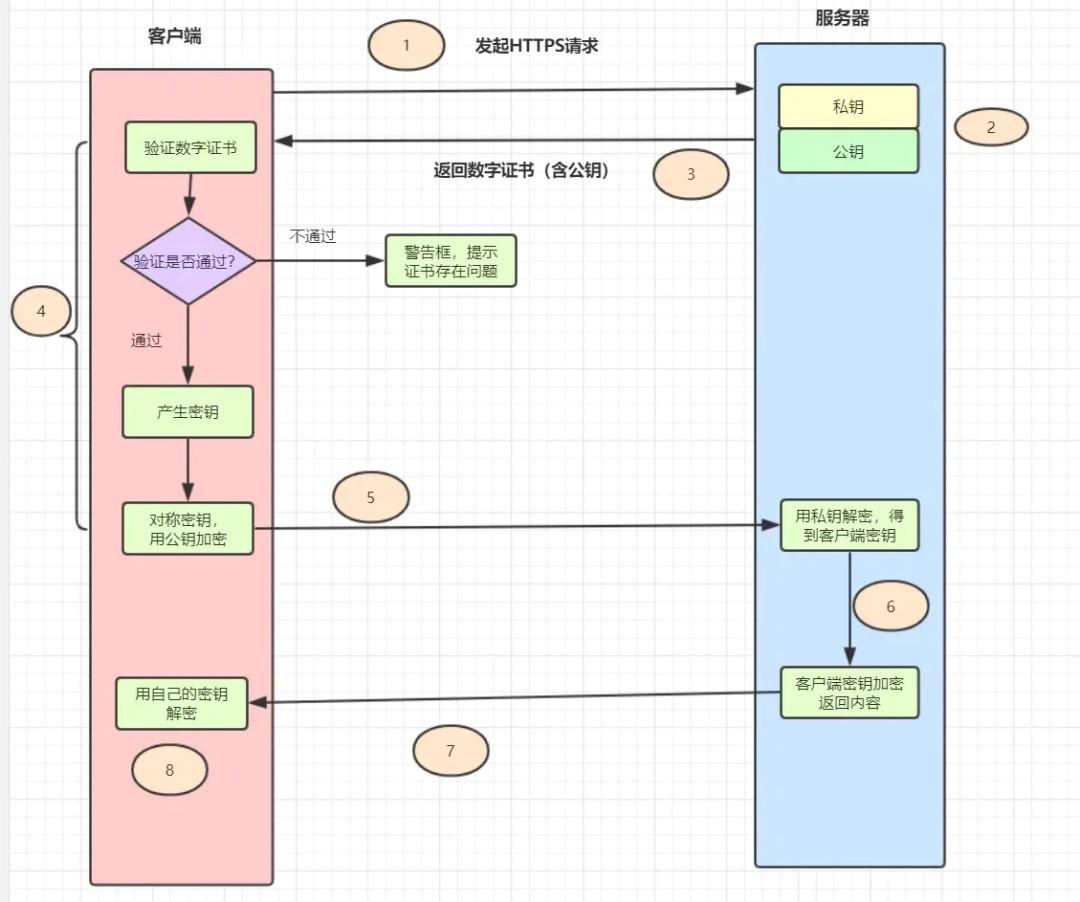 客户端
服务器
1
发起HTTPS请求
私钥
公钥
2
验证数字证书
返回数字证书（含公钥）
3
验证是否通过？
不通过
警告框，提示
证书存在问题
4
通过
产生密钥
对称密钥，
用公钥加密
5
用私钥解密，得
到客户端密钥
6
客户端密钥加密
返回内容
用自己的密钥
解密
7
8